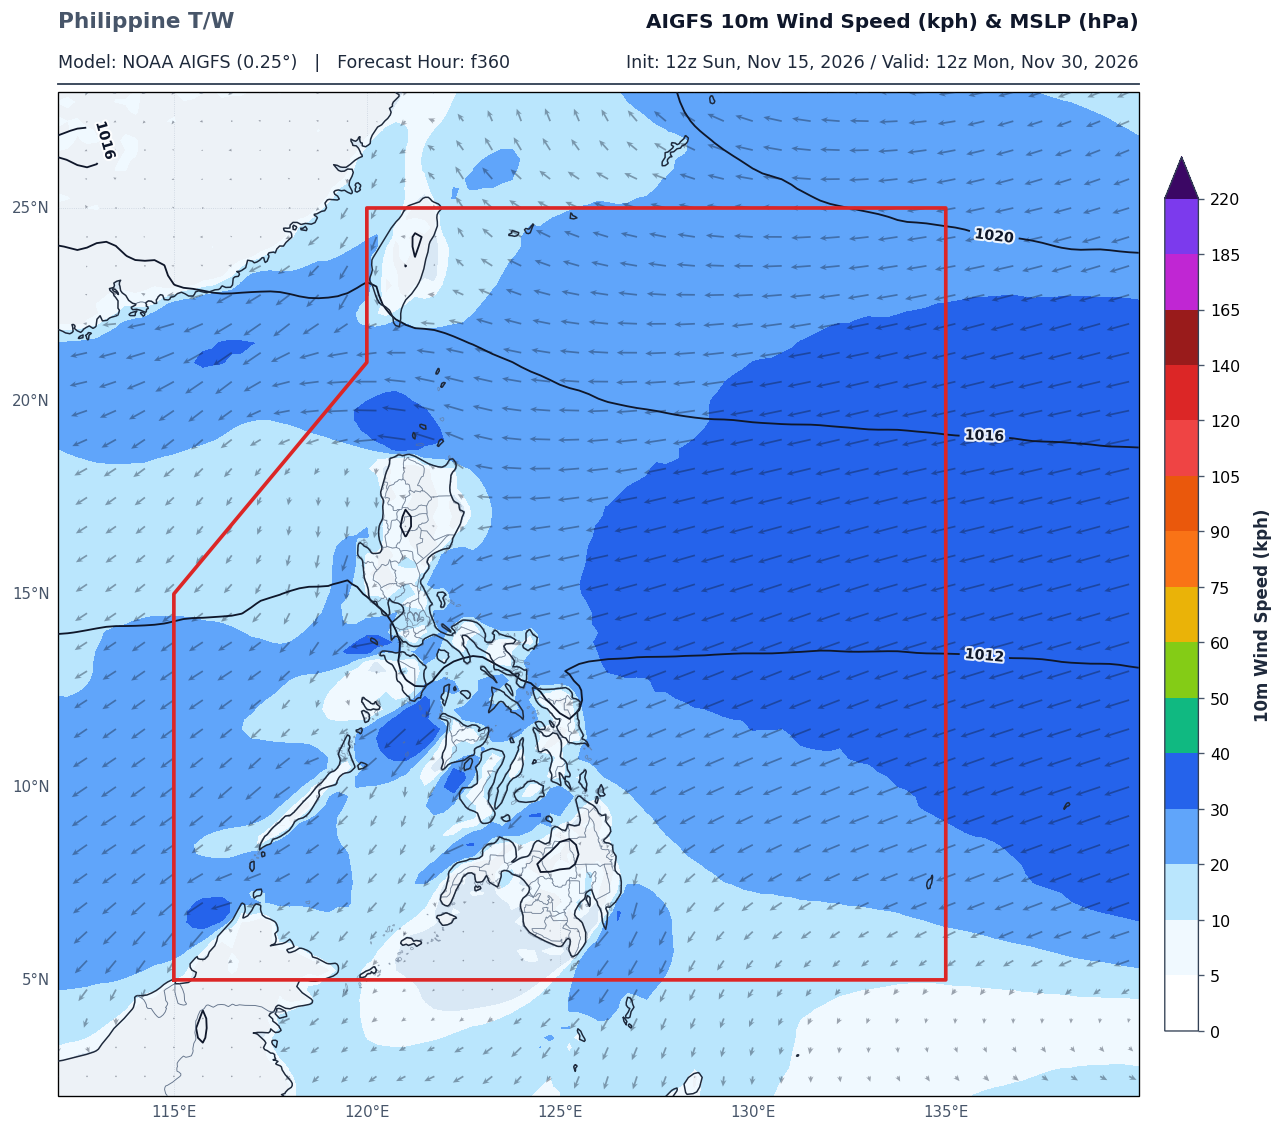 Philippine T/W
AIGFS 10m Wind Speed (kph) & MSLP (hPa)
Model: NOAA AIGFS (0.25°) | Forecast Hour: f360
Init: 12z Sun, Nov 15, 2026 / Valid: 12z Mon, Nov 30, 2026
1016
1020
1016
1012
25°N
20°N
15°N
10°N
5°N
115°E
120°E
125°E
130°E
135°E
220
185
165
140
120
105
90
75
60
50
40
30
20
10
5
0
10m Wind Speed (kph)